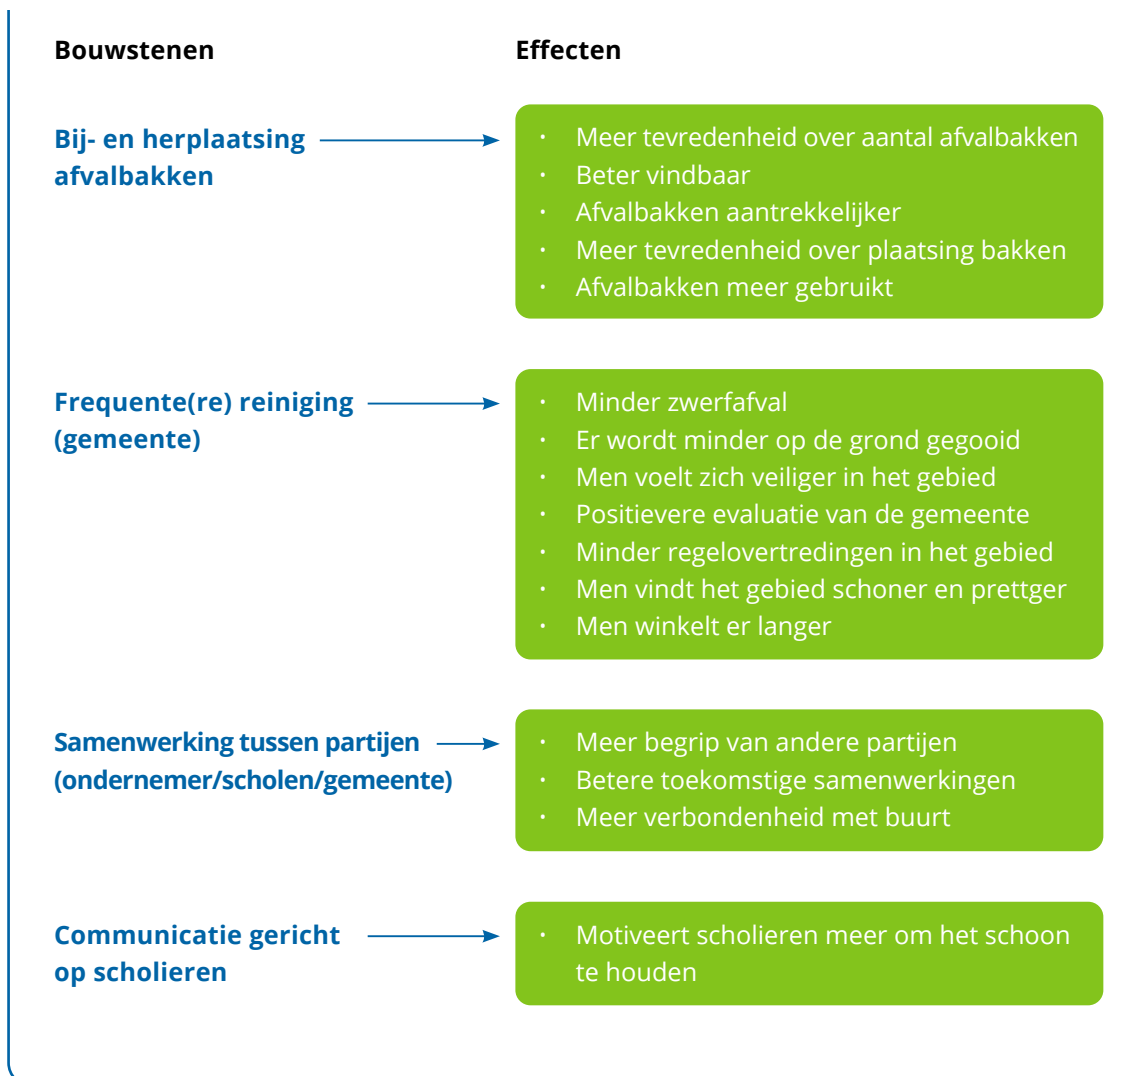 Bouwstenen
Effecten
Bij- en herplaatsing
afvalbakken
· Meer tevredenheid over aantal afvalbakken
· Beter vindbaar
· Afvalbakken aantrekkelijker
· Meer tevredenheid over plaatsing bakken
· Afvalbakken meer gebruikt
Frequente(re) reiniging
(gemeente)
· Minder zwerfafval
· Er wordt minder op de grond gegooid
· Men voelt zich veiliger in het gebied
· Positievere evaluatie van de gemeente
· Minder regelovertredingen in het gebied
· Men vindt het gebied schoner en prettger
· Men winkelt er langer
Samenwerking tussen partijen
(ondernemer/scholen/gemeente)
· Meer begrip van andere partijen
· Betere toekomstige samenwerkingen
· Meer verbondenheid met buurt
Communicatie gericht
op scholieren
· Motiveert scholieren meer om het schoon
te houden